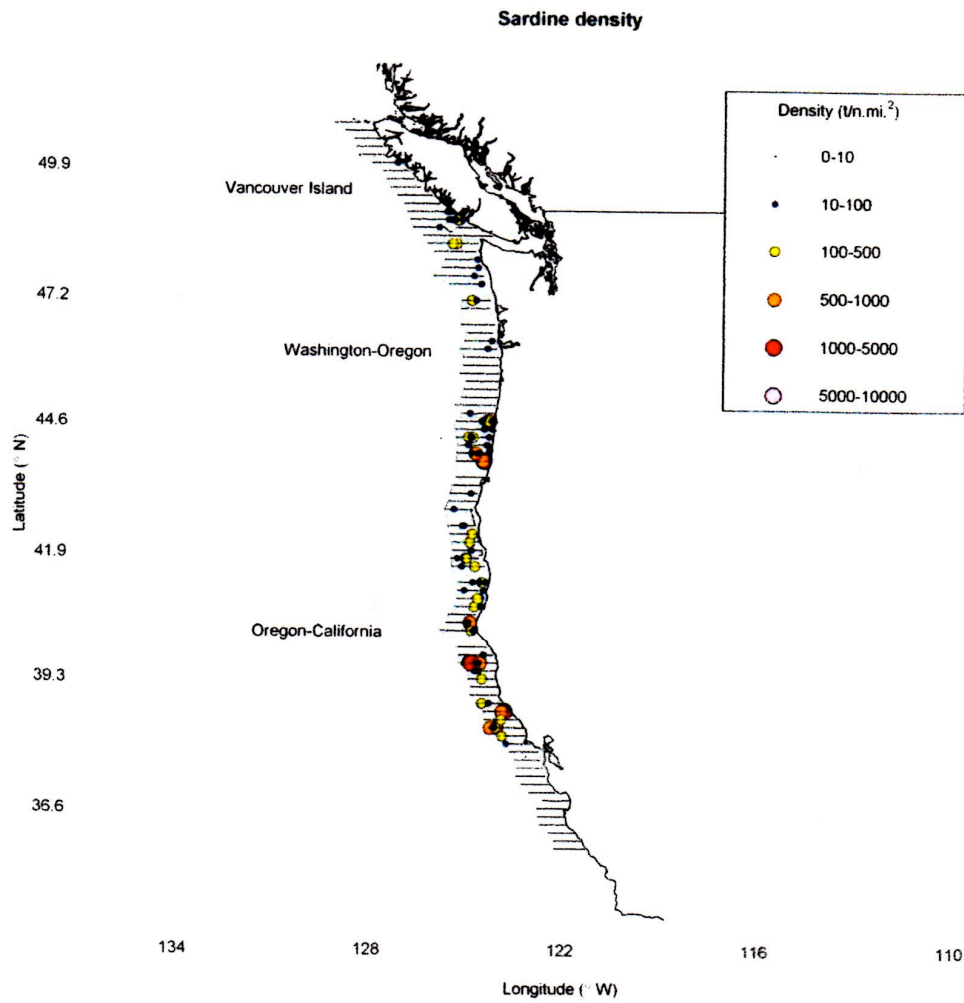 Sardine density
Density (t/n.mi.²)
0-10
10-100
100-500
500-1000
1000-5000
5000-10000
49.9
Vancouver Island
47.2
Washington-Oregon
44.6
Latitude (° N)
41.9
Oregon-California
39.3
36.6
134 128 122 116 110
Longitude (° W)